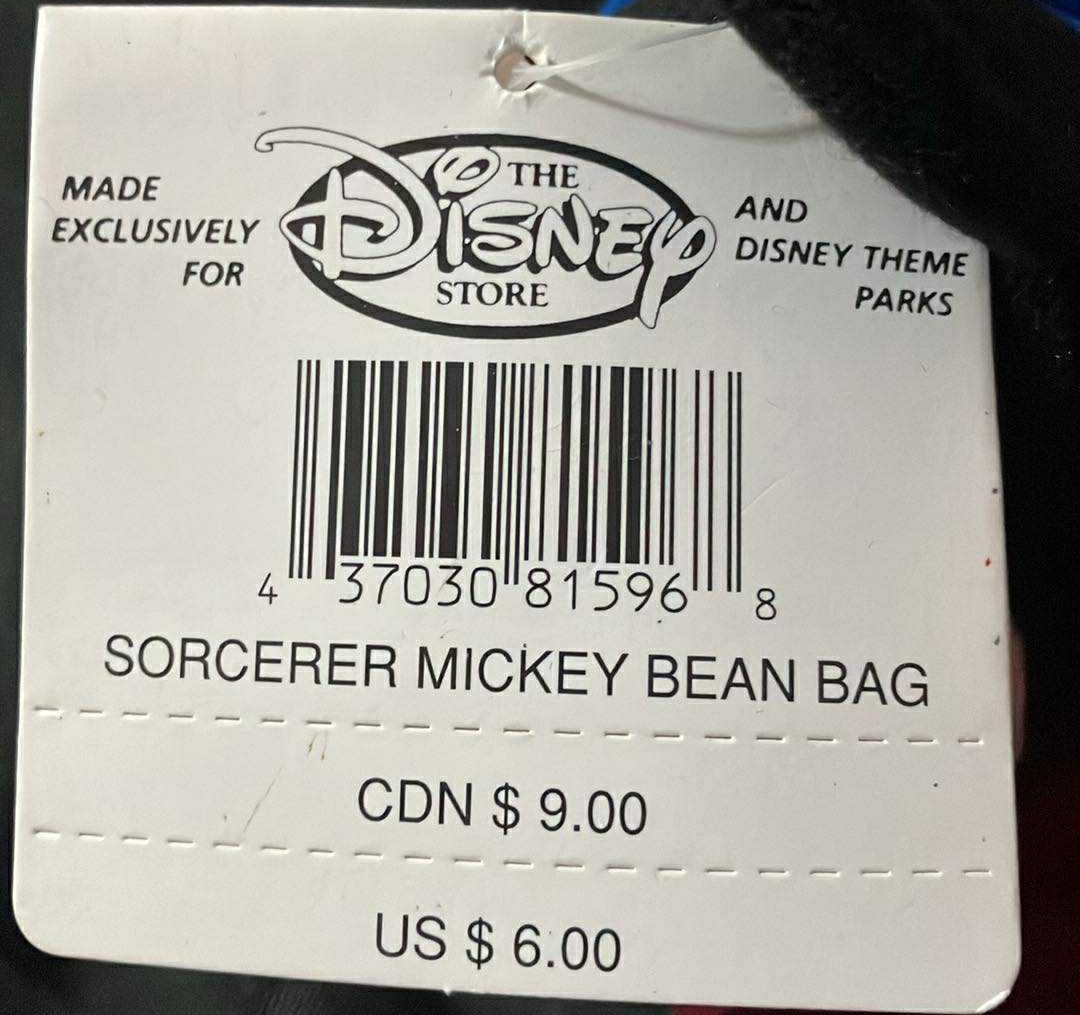 MADE
EXCLUSIVELY
FOR
THE
DISNEY
STORE
AND
DISNEY THEME
PARKS
4 37030 81596 8
SORCERER MICKEY BEAN BAG
CDN $ 9.00
US $ 6.00